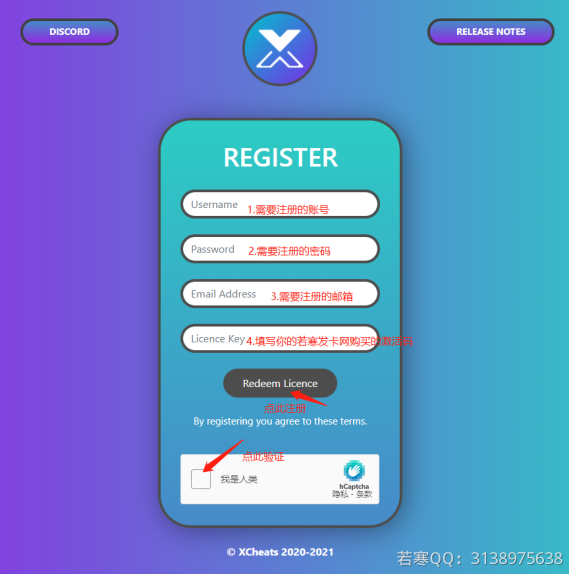 DISCORD
RELEASE NOTES
X
REGISTER
Username 1.需要注册的账号
Password 2.需要注册的密码
Email Address 3.需要注册的邮箱
Licence Key 4.填写你的若寒发卡网购买的激活码
Redeem Licence
点此注册
By registering you agree to these terms.
点此验证
我是人类
hCaptcha
隐私 - 条款
© XCheats 2020-2021
若寒QQ：3138975638